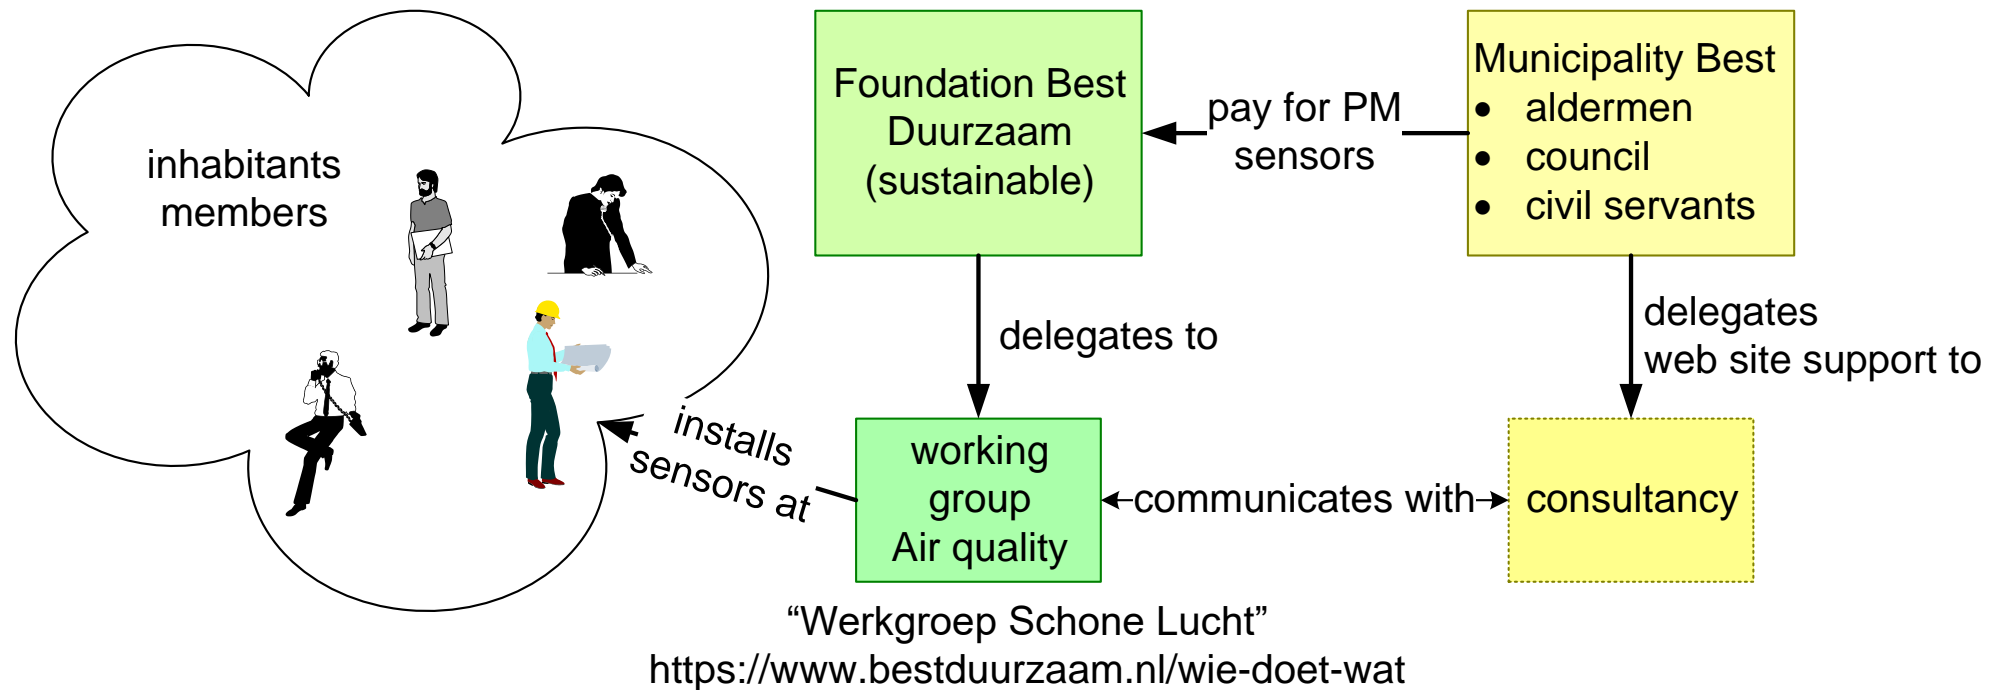 inhabitants
members
Foundation Best
Duurzaam
(sustainable)
pay for PM
sensors
Municipality Best
• aldermen
• council
• civil servants
delegates to
delegates
web site support to
installs
sensors at
working
group
Air quality
communicates with
consultancy
“Werkgroep Schone Lucht”
https://www.bestduurzaam.nl/wie-doet-wat